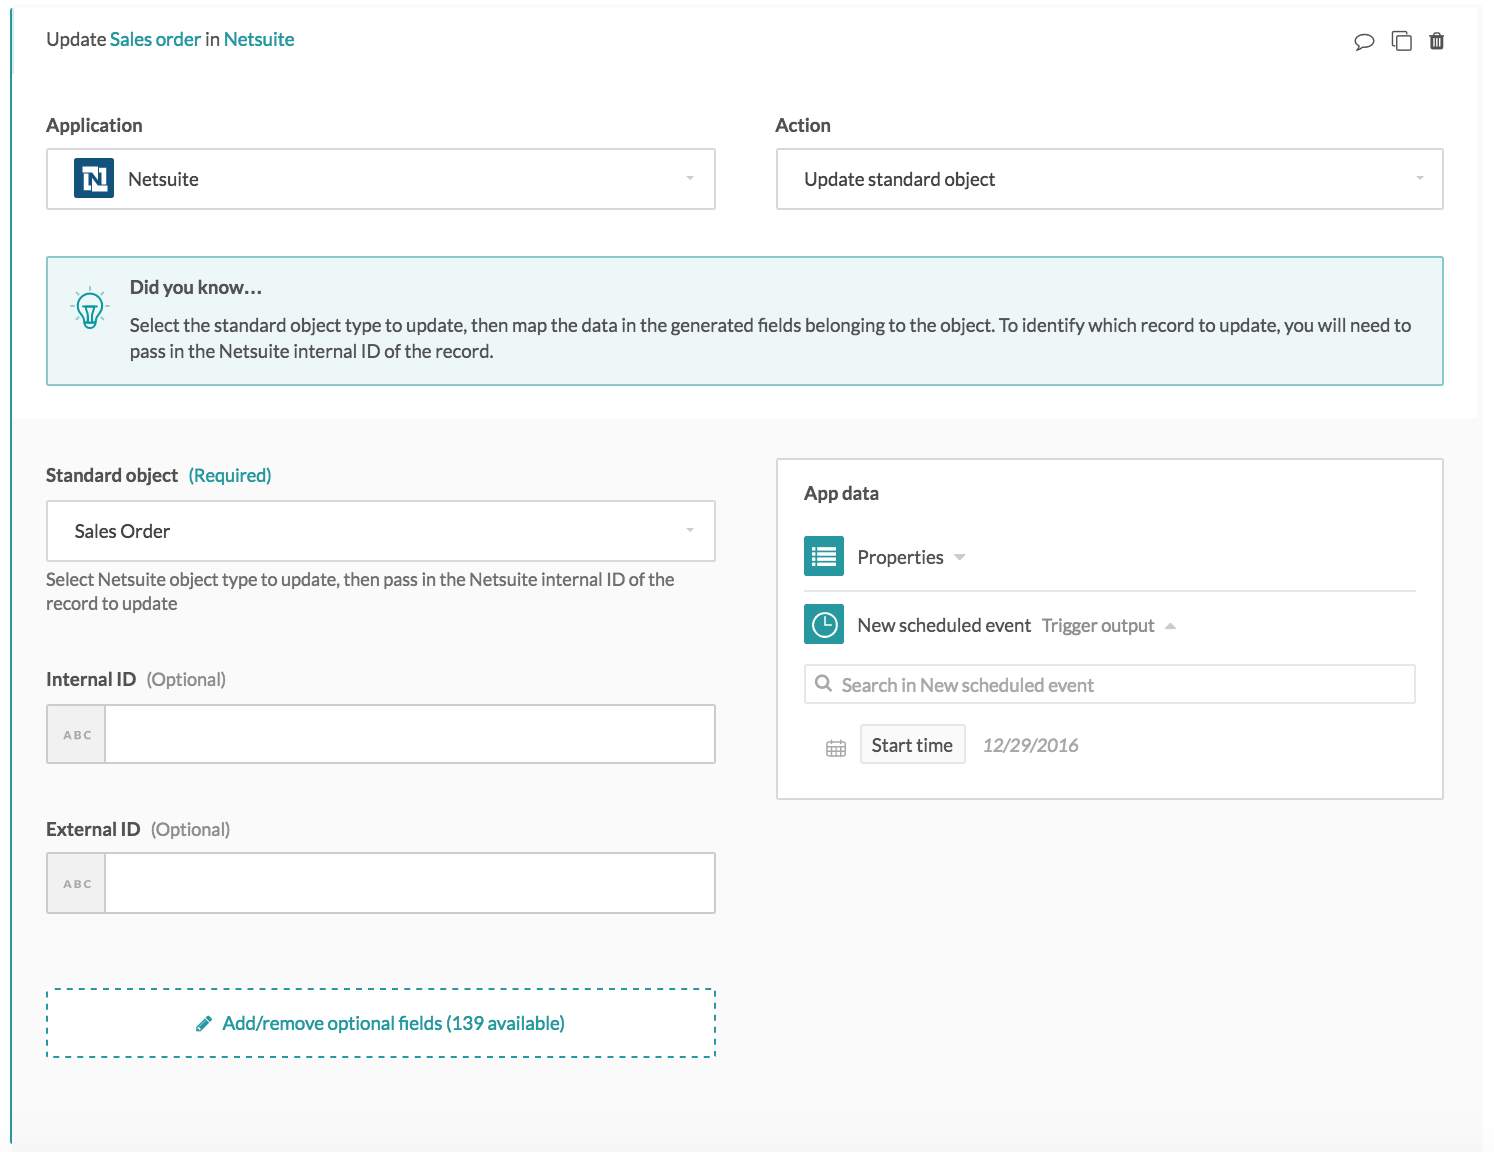 Update Sales order in Netsuite
Application
Netsuite
Action
Update standard object
Did you know...
Select the standard object type to update, then map the data in the generated fields belonging to the object. To identify which record to update, you will need to
pass in the Netsuite internal ID of the record.
Standard object (Required)
Sales Order
Select Netsuite object type to update, then pass in the Netsuite internal ID of the
record to update
Internal ID (Optional)
ABC
External ID (Optional)
ABC
Add/remove optional fields (139 available)
App data
Properties
New scheduled event Trigger output
Search in New scheduled event
Start time 12/29/2016